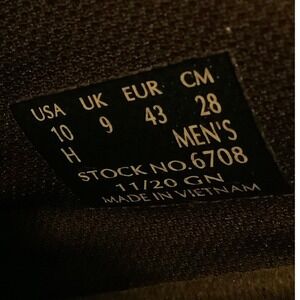 USA UK EUR CM
10 9 43 28
H MEN'S
STOCK NO.6708
11/20 GN
MADE IN VIETNAM